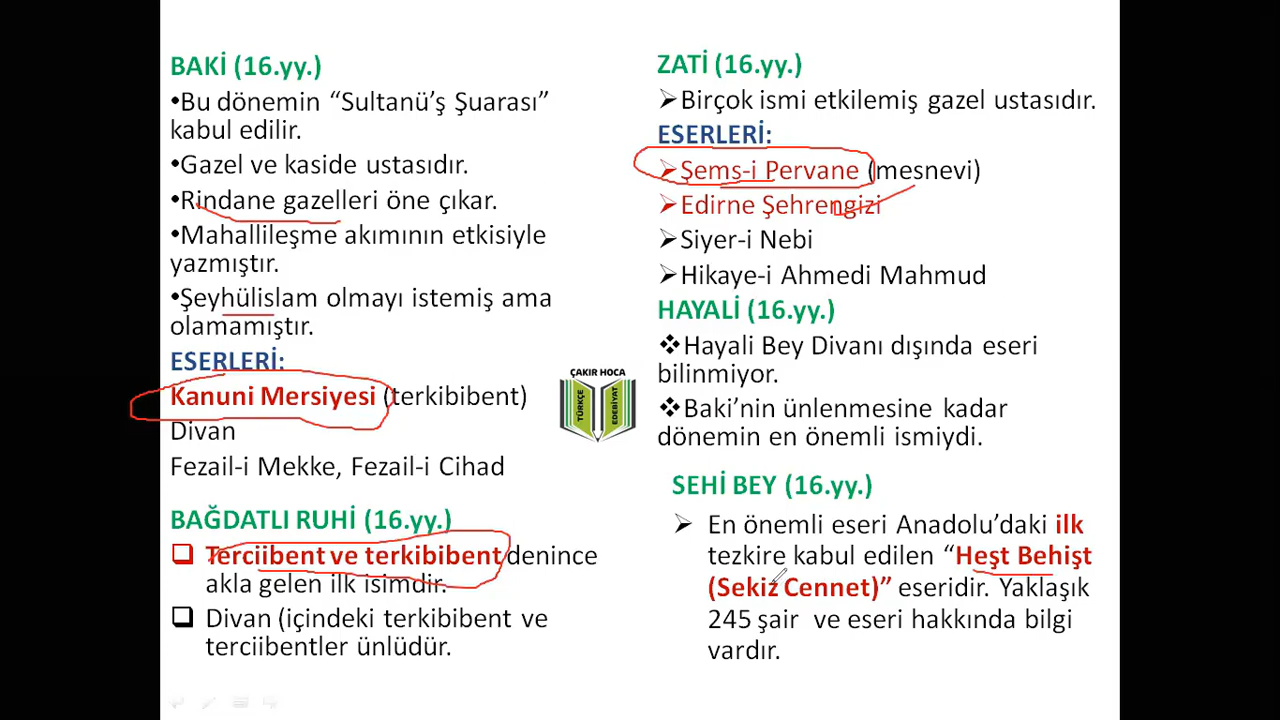 BAKİ (16.yy.)
•Bu dönemin “Sultanü’ş Şuarası”
kabul edilir.
•Gazel ve kaside ustasıdır.
•Rindane gazelleri öne çıkar.
•Mahallileşme akımının etkisiyle
yazmıştır.
•Şeyhülislam olmayı istemiş ama
olamamıştır.
ESERLERİ:
Kanuni Mersiyesi (terkibibent)
Divan
Fezail-i Mekke, Fezail-i Cihad
BAĞDATLI RUHİ (16.yy.)
❑ Terciibent ve terkibibent denince
akla gelen ilk isimdir.
❑ Divan (içindeki terkibibent ve
terciibentler ünlüdür.
ÇAKIR HOCA
TÜRKÇE
EDEBİYAT
ZATİ (16.yy.)
➢Birçok ismi etkilemiş gazel ustasıdır.
ESERLERİ:
➢Şems-i Pervane (mesnevi)
➢Edirne Şehrengizi
➢Siyer-i Nebi
➢Hikaye-i Ahmedi Mahmud
HAYALİ (16.yy.)
❖Hayali Bey Divanı dışında eseri
bilinmiyor.
❖Baki’nin ünlenmesine kadar
dönemin en önemli ismiydi.
SEHİ BEY (16.yy.)
➢ En önemli eseri Anadolu’daki ilk
tezkire kabul edilen “Heşt Behişt
(Sekiz Cennet)” eseridir. Yaklaşık
245 şair ve eseri hakkında bilgi
vardır.